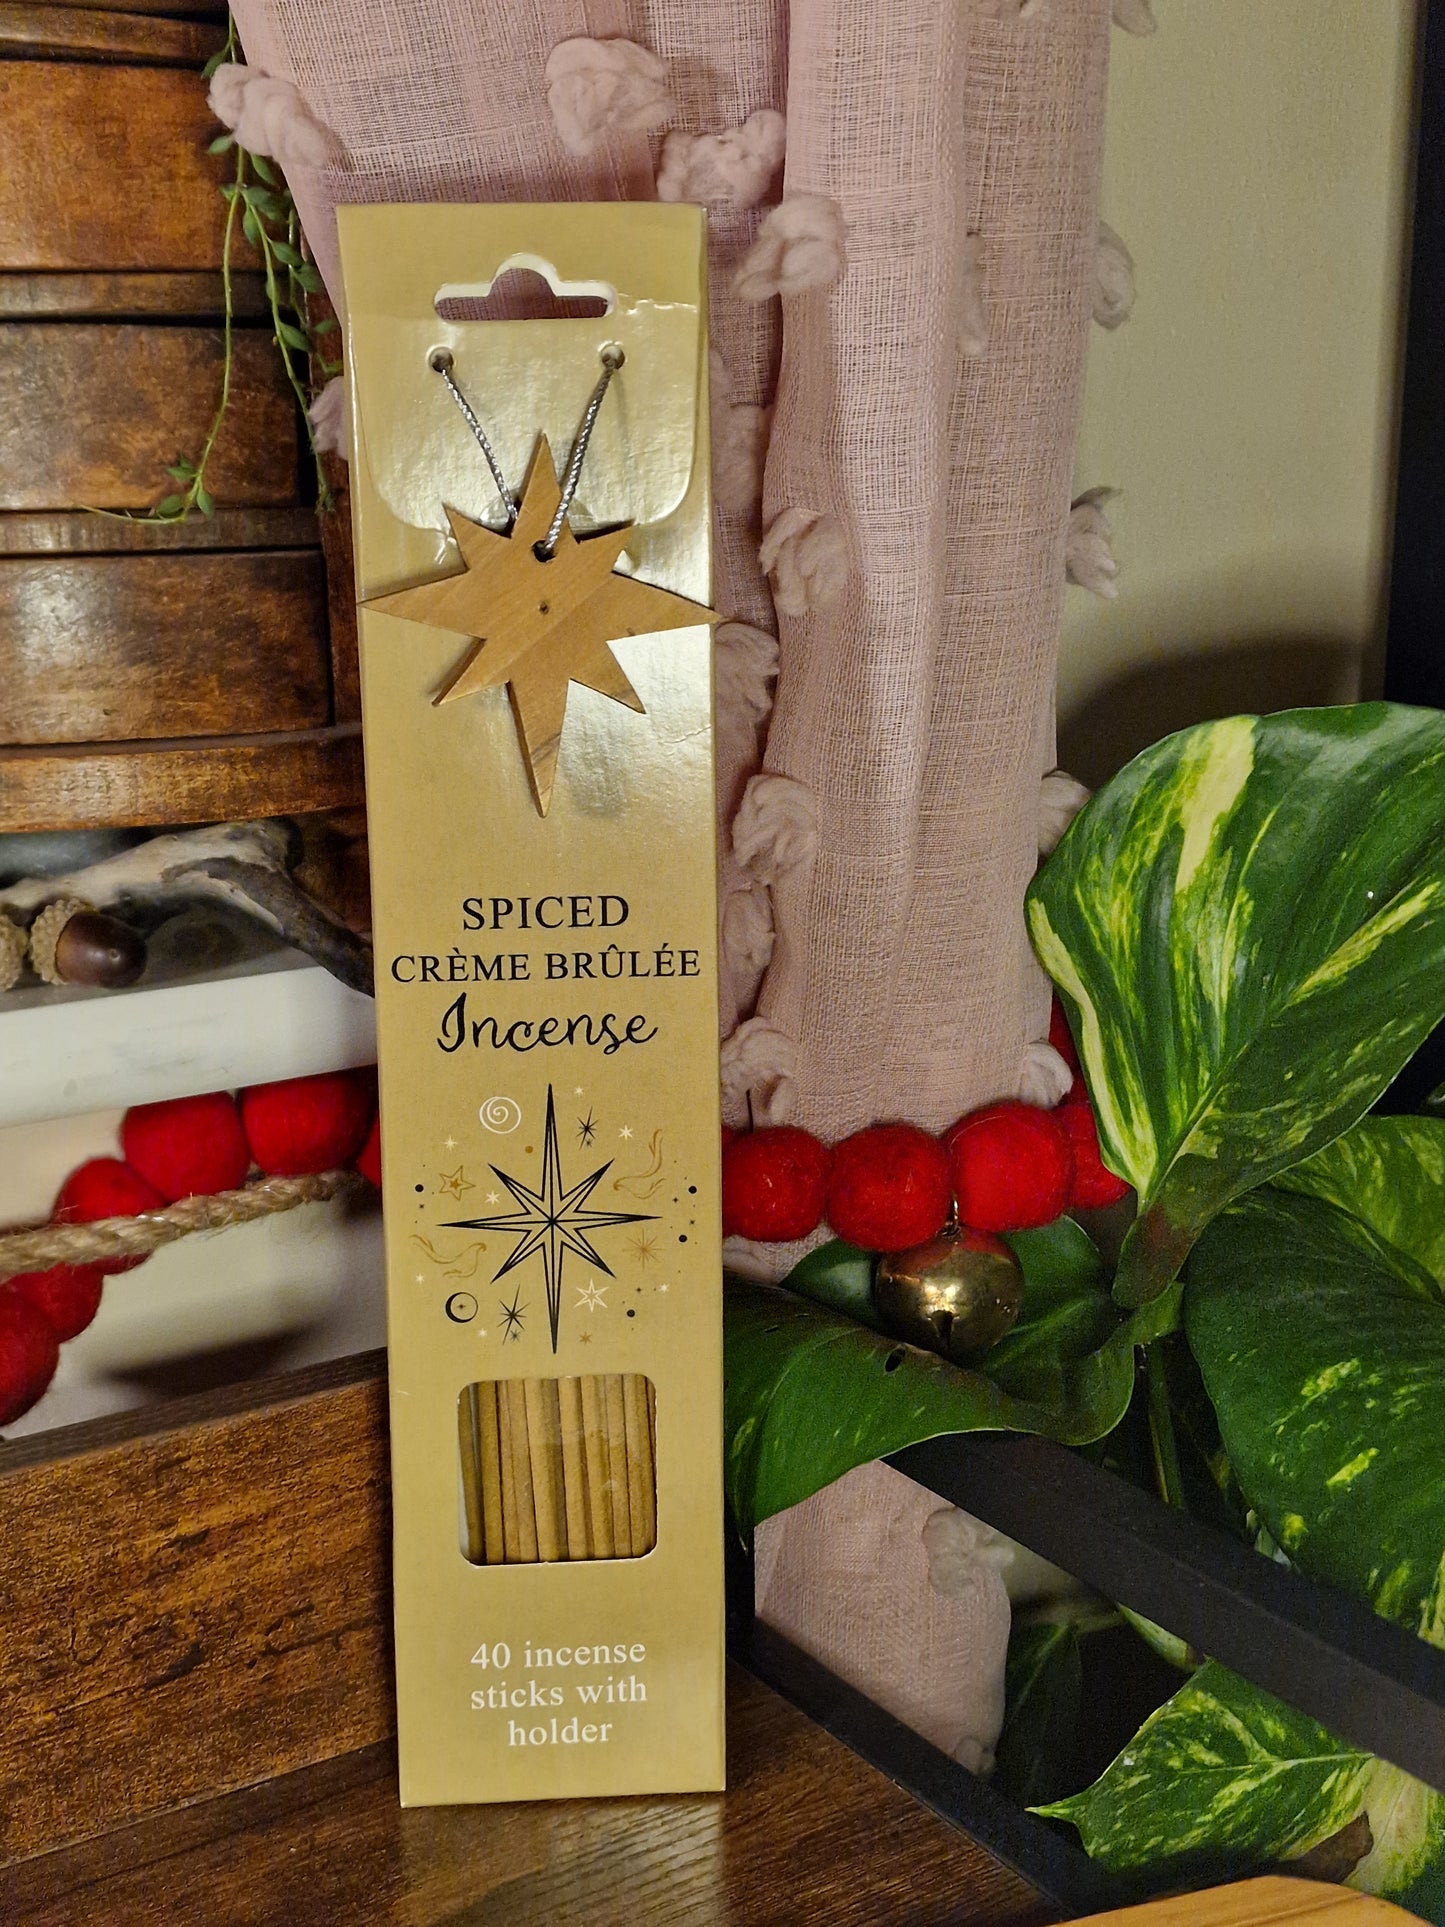 SPICED
CRÈME BRÛLÉE
Incense
40 incense
sticks with
holder